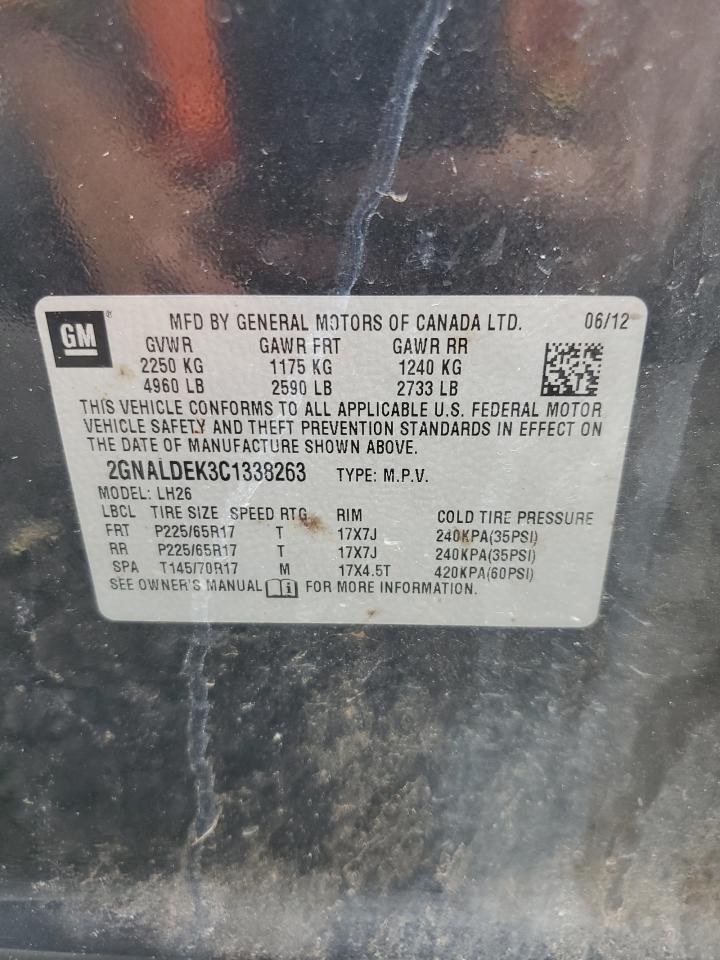 GM ® MFD BY GENERAL MOTORS OF CANADA LTD. 06/12
GVWR GAWR FRT GAWR RR
2250 KG 1175 KG 1240 KG
4960 LB 2590 LB 2733 LB
THIS VEHICLE CONFORMS TO ALL APPLICABLE U.S. FEDERAL MOTOR
VEHICLE SAFETY AND THEFT PREVENTION STANDARDS IN EFFECT ON
THE DATE OF MANUFACTURE SHOWN ABOVE.
2GNALDEK3C1338263 TYPE: M.P.V.
MODEL: LH26
LBCL TIRE SIZE SPEED RTG RIM COLD TIRE PRESSURE
FRT P225/65R17 T 17X7J 240KPA(35PSI)
RR P225/65R17 T 17X7J 240KPA(35PSI)
SPA T145/70R17 M 17X4.5T 420KPA(60PSI)
SEE OWNER'S MANUAL i FOR MORE INFORMATION.